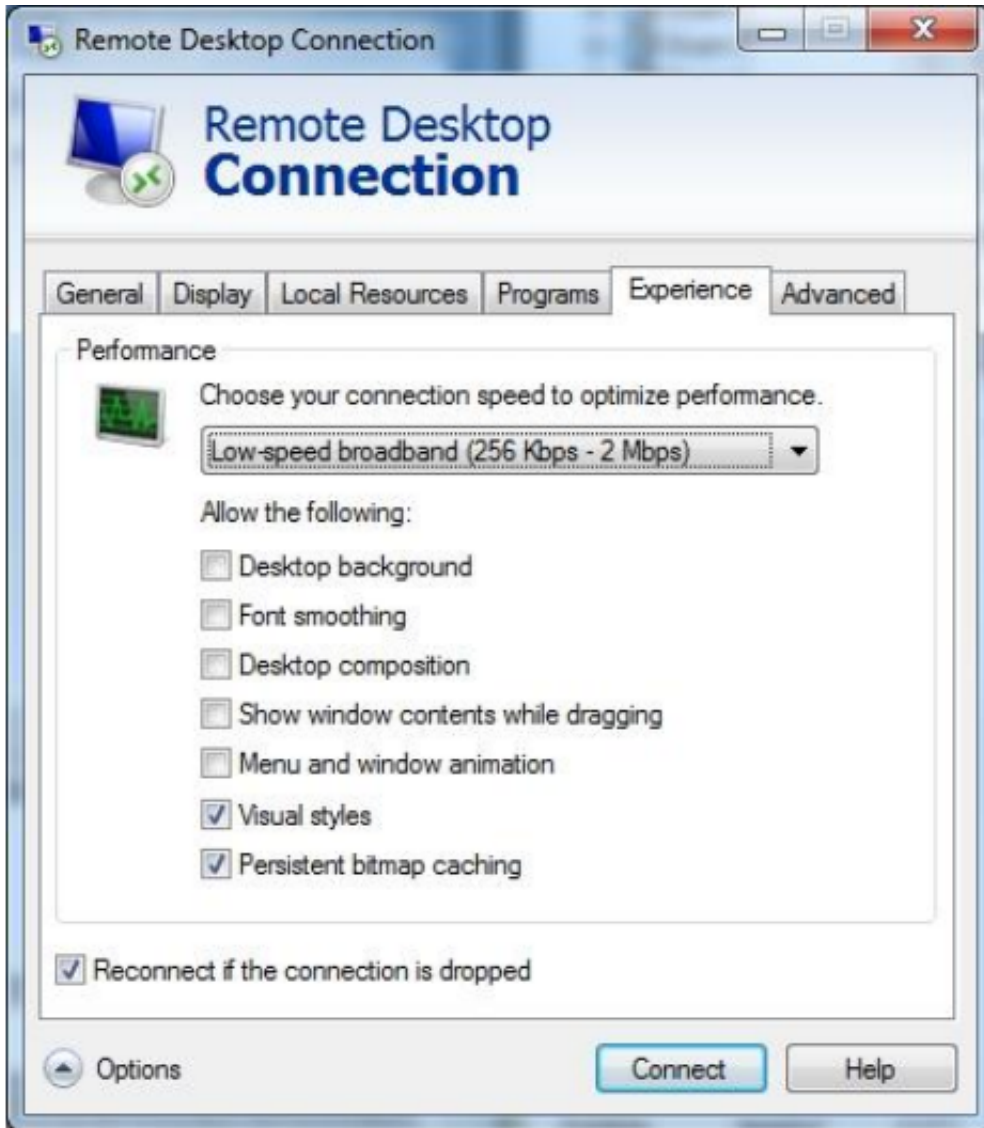 Remote Desktop Connection
Remote Desktop
Connection
General Display Local Resources Programs Experience Advanced
Performance
Choose your connection speed to optimize performance.
Low-speed broadband (256 Kbps - 2 Mbps)
Allow the following:
Desktop background
Font smoothing
Desktop composition
Show window contents while dragging
Menu and window animation
Visual styles
Persistent bitmap caching
Reconnect if the connection is dropped
Options Connect Help